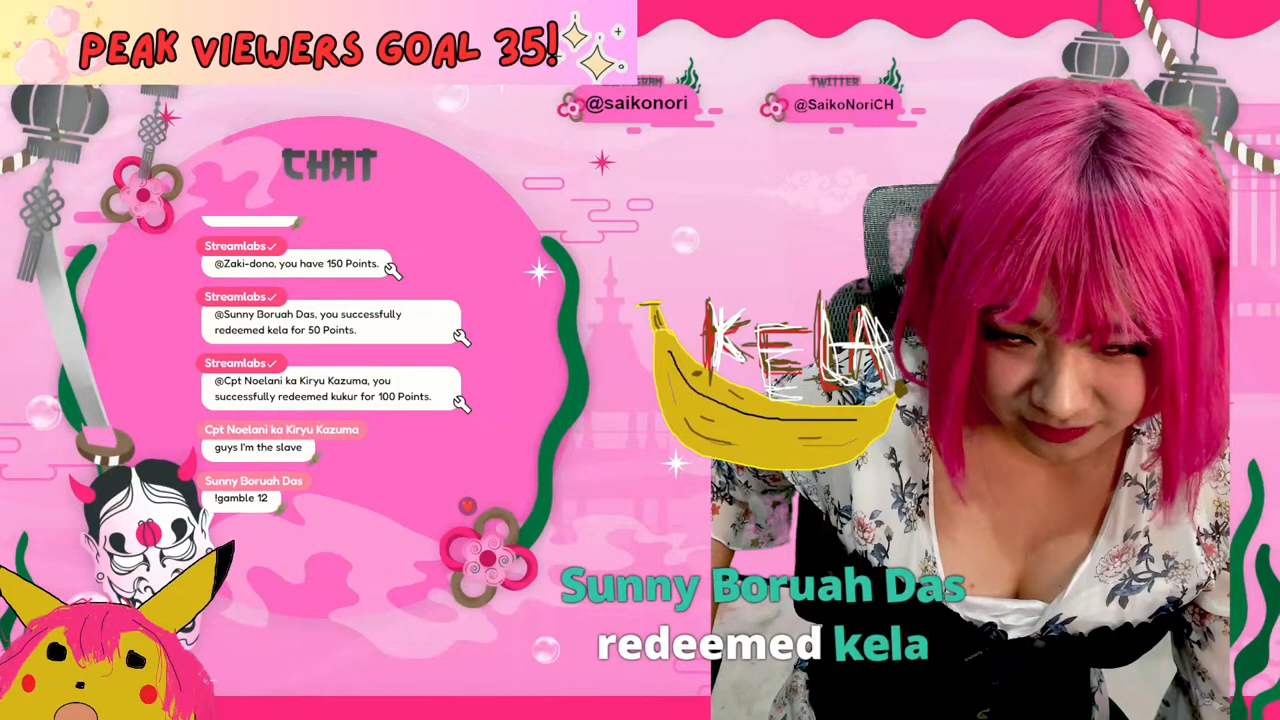 PEAK VIEWERS GOAL 35!
TWITTER
@saikonori
@SaikoNoriCH
CHAT
Streamlabs
@Zaki-dono, you have 150 Points.
Streamlabs
@Sunny Boruah Das, you successfully
redeemed kela for 50 Points.
Streamlabs
@Cpt Noelani ka Kiryu Kazuma, you
successfully redeemed kukur for 100 Points.
Cpt Noelani ka Kiryu Kazuma
guys I'm the slave
Sunny Boruah Das
!gamble 12
KELA
Sunny Boruah Das
redeemed kela